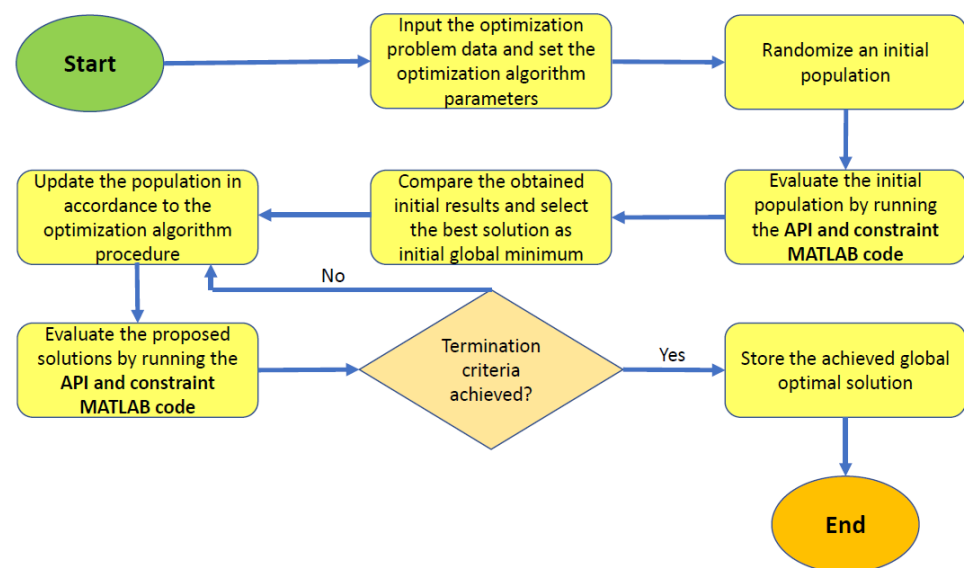 Start
Input the optimization
problem data and set the
optimization algorithm
parameters
Randomize an initial
population
Evaluate the initial
population by running
the API and constraint
MATLAB code
Compare the obtained
initial results and select
the best solution as
initial global minimum
Update the population in
accordance to the
optimization algorithm
procedure
No
Evaluate the proposed
solutions by running the
API and constraint
MATLAB code
Termination
criteria
achieved?
Yes
Store the achieved global
optimal solution
End